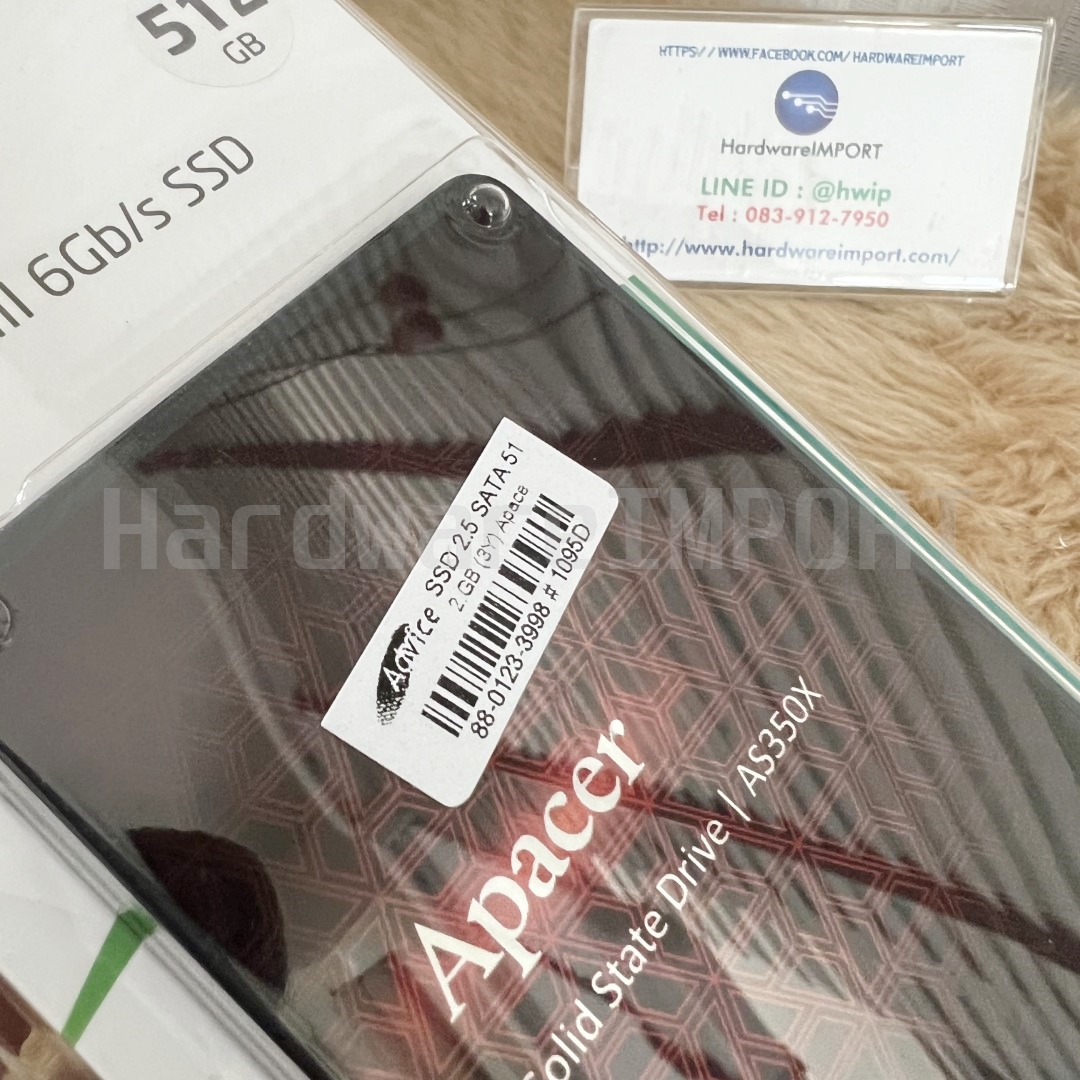 512
GB
III 6Gb/s SSD
HTTPS://WWW.FACEBOOK.COM/HARDWAREIMPORT
HardwareIMPORT
LINE ID : @hwip
Tel : 083-912-7950
http://www.hardwareimport.com/
Advice SSD 2.5 SATA 51
2.GB (3Y) Apace
88-0123-3998 # 1095D
HardwareIMPORT
Apacer
Solid State Drive | AS350X